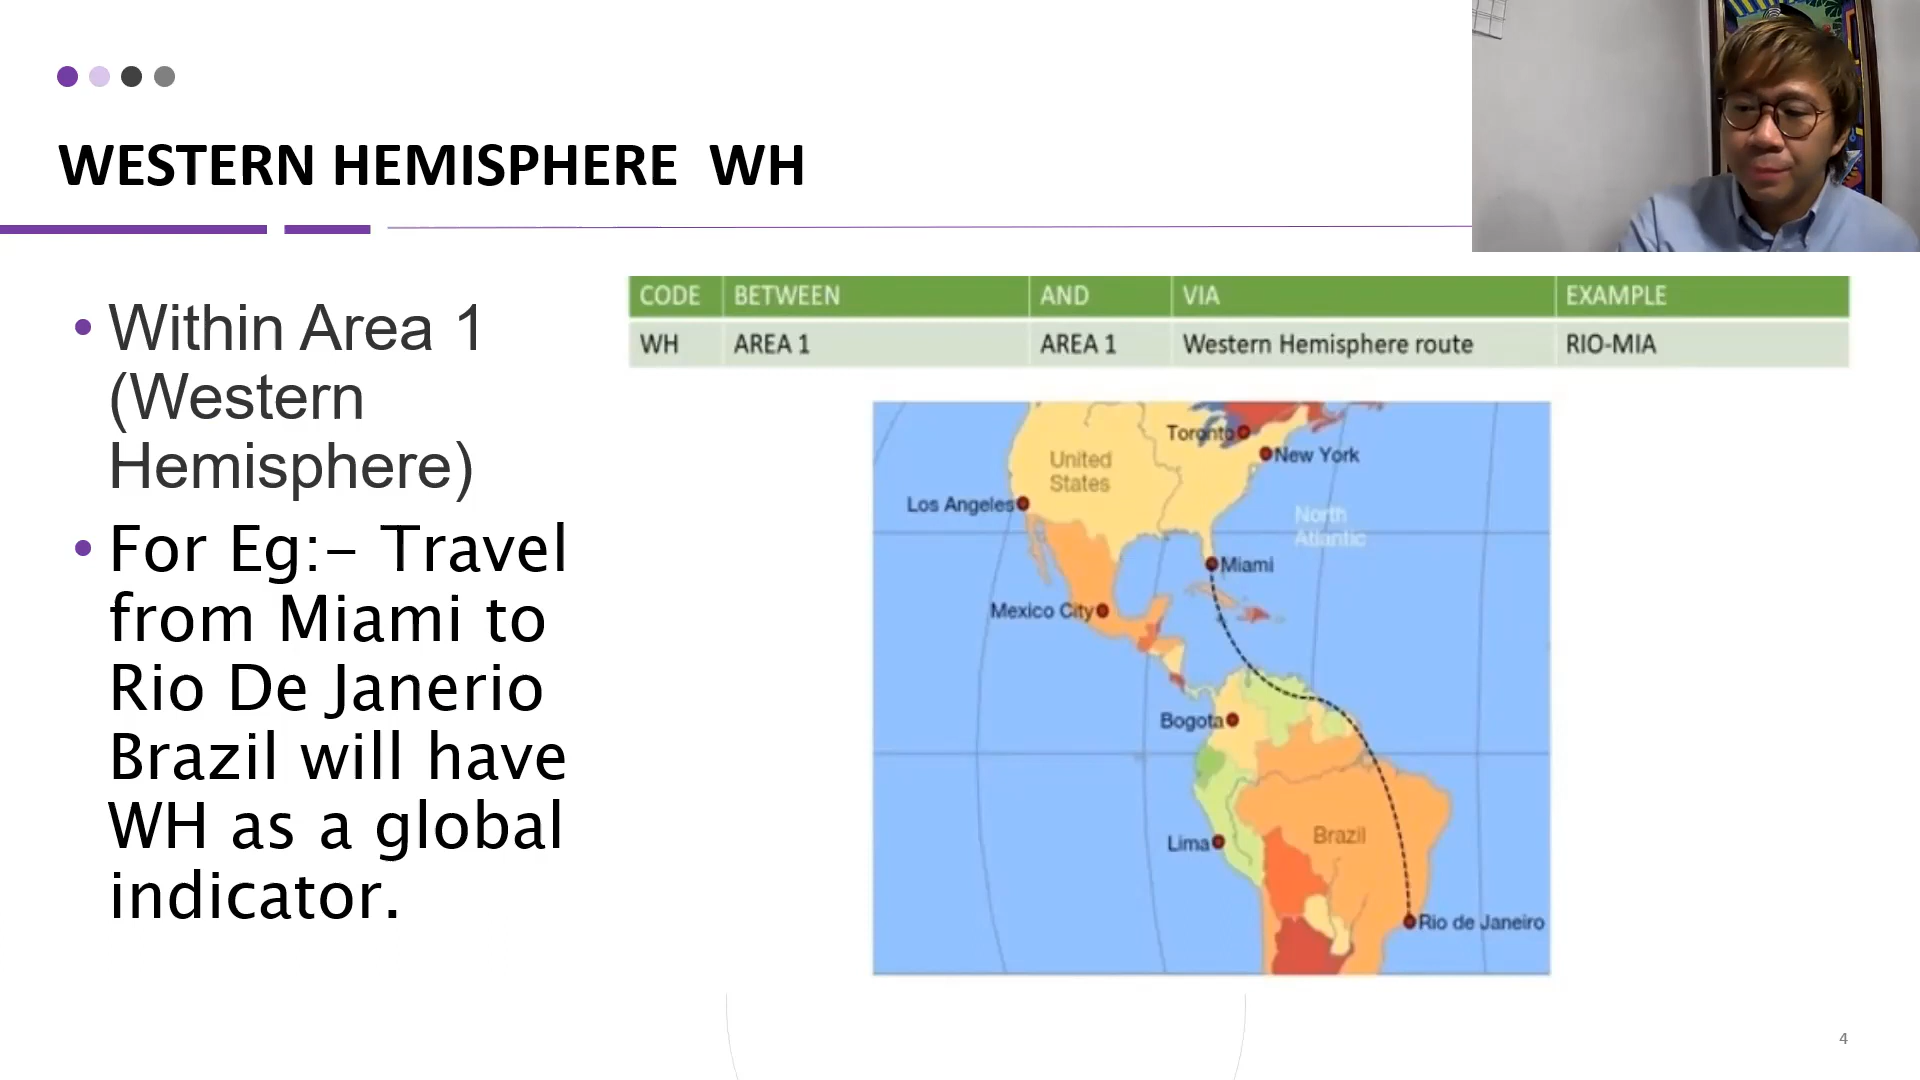 WESTERN HEMISPHERE WH
• Within Area 1
(Western
Hemisphere)
• For Eg:- Travel
from Miami to
Rio De Janerio
Brazil will have
WH as a global
indicator.
CODE BETWEEN AND VIA EXAMPLE
WH AREA 1 AREA 1 Western Hemisphere route RIO-MIA
Toronto
New York
United
States
Los Angeles
North
Atlantic
Miami
Mexico City
Bogota
Brazil
Lima
Rio de Janeiro
4